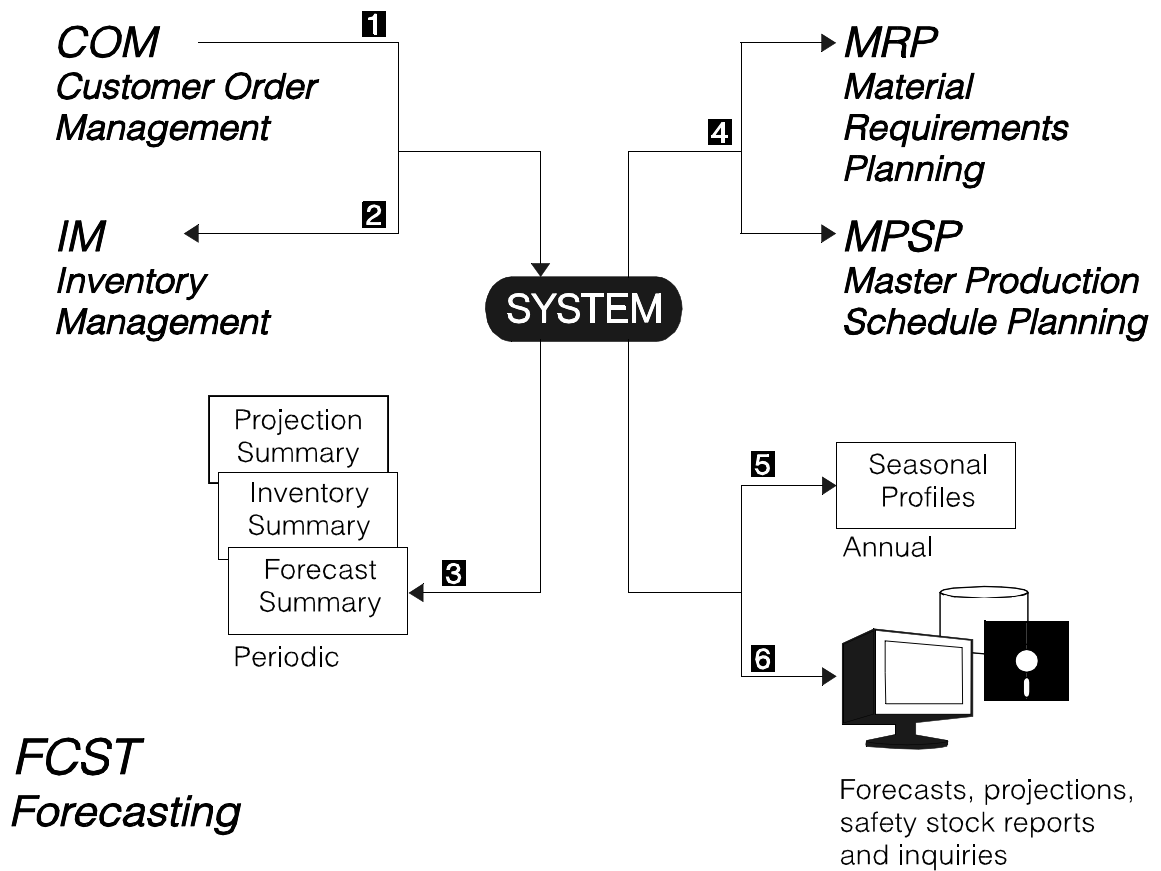 1
COM
Customer Order
Management
2
IM
Inventory
Management
4
MRP
Material
Requirements
Planning
MPSP
Master Production
Schedule Planning
SYSTEM
Projection
Summary
Inventory
Summary
Forecast
Summary
3
Periodic
5
Seasonal
Profiles
Annual
6
Forecasts, projections,
safety stock reports
and inquiries
FCST
Forecasting